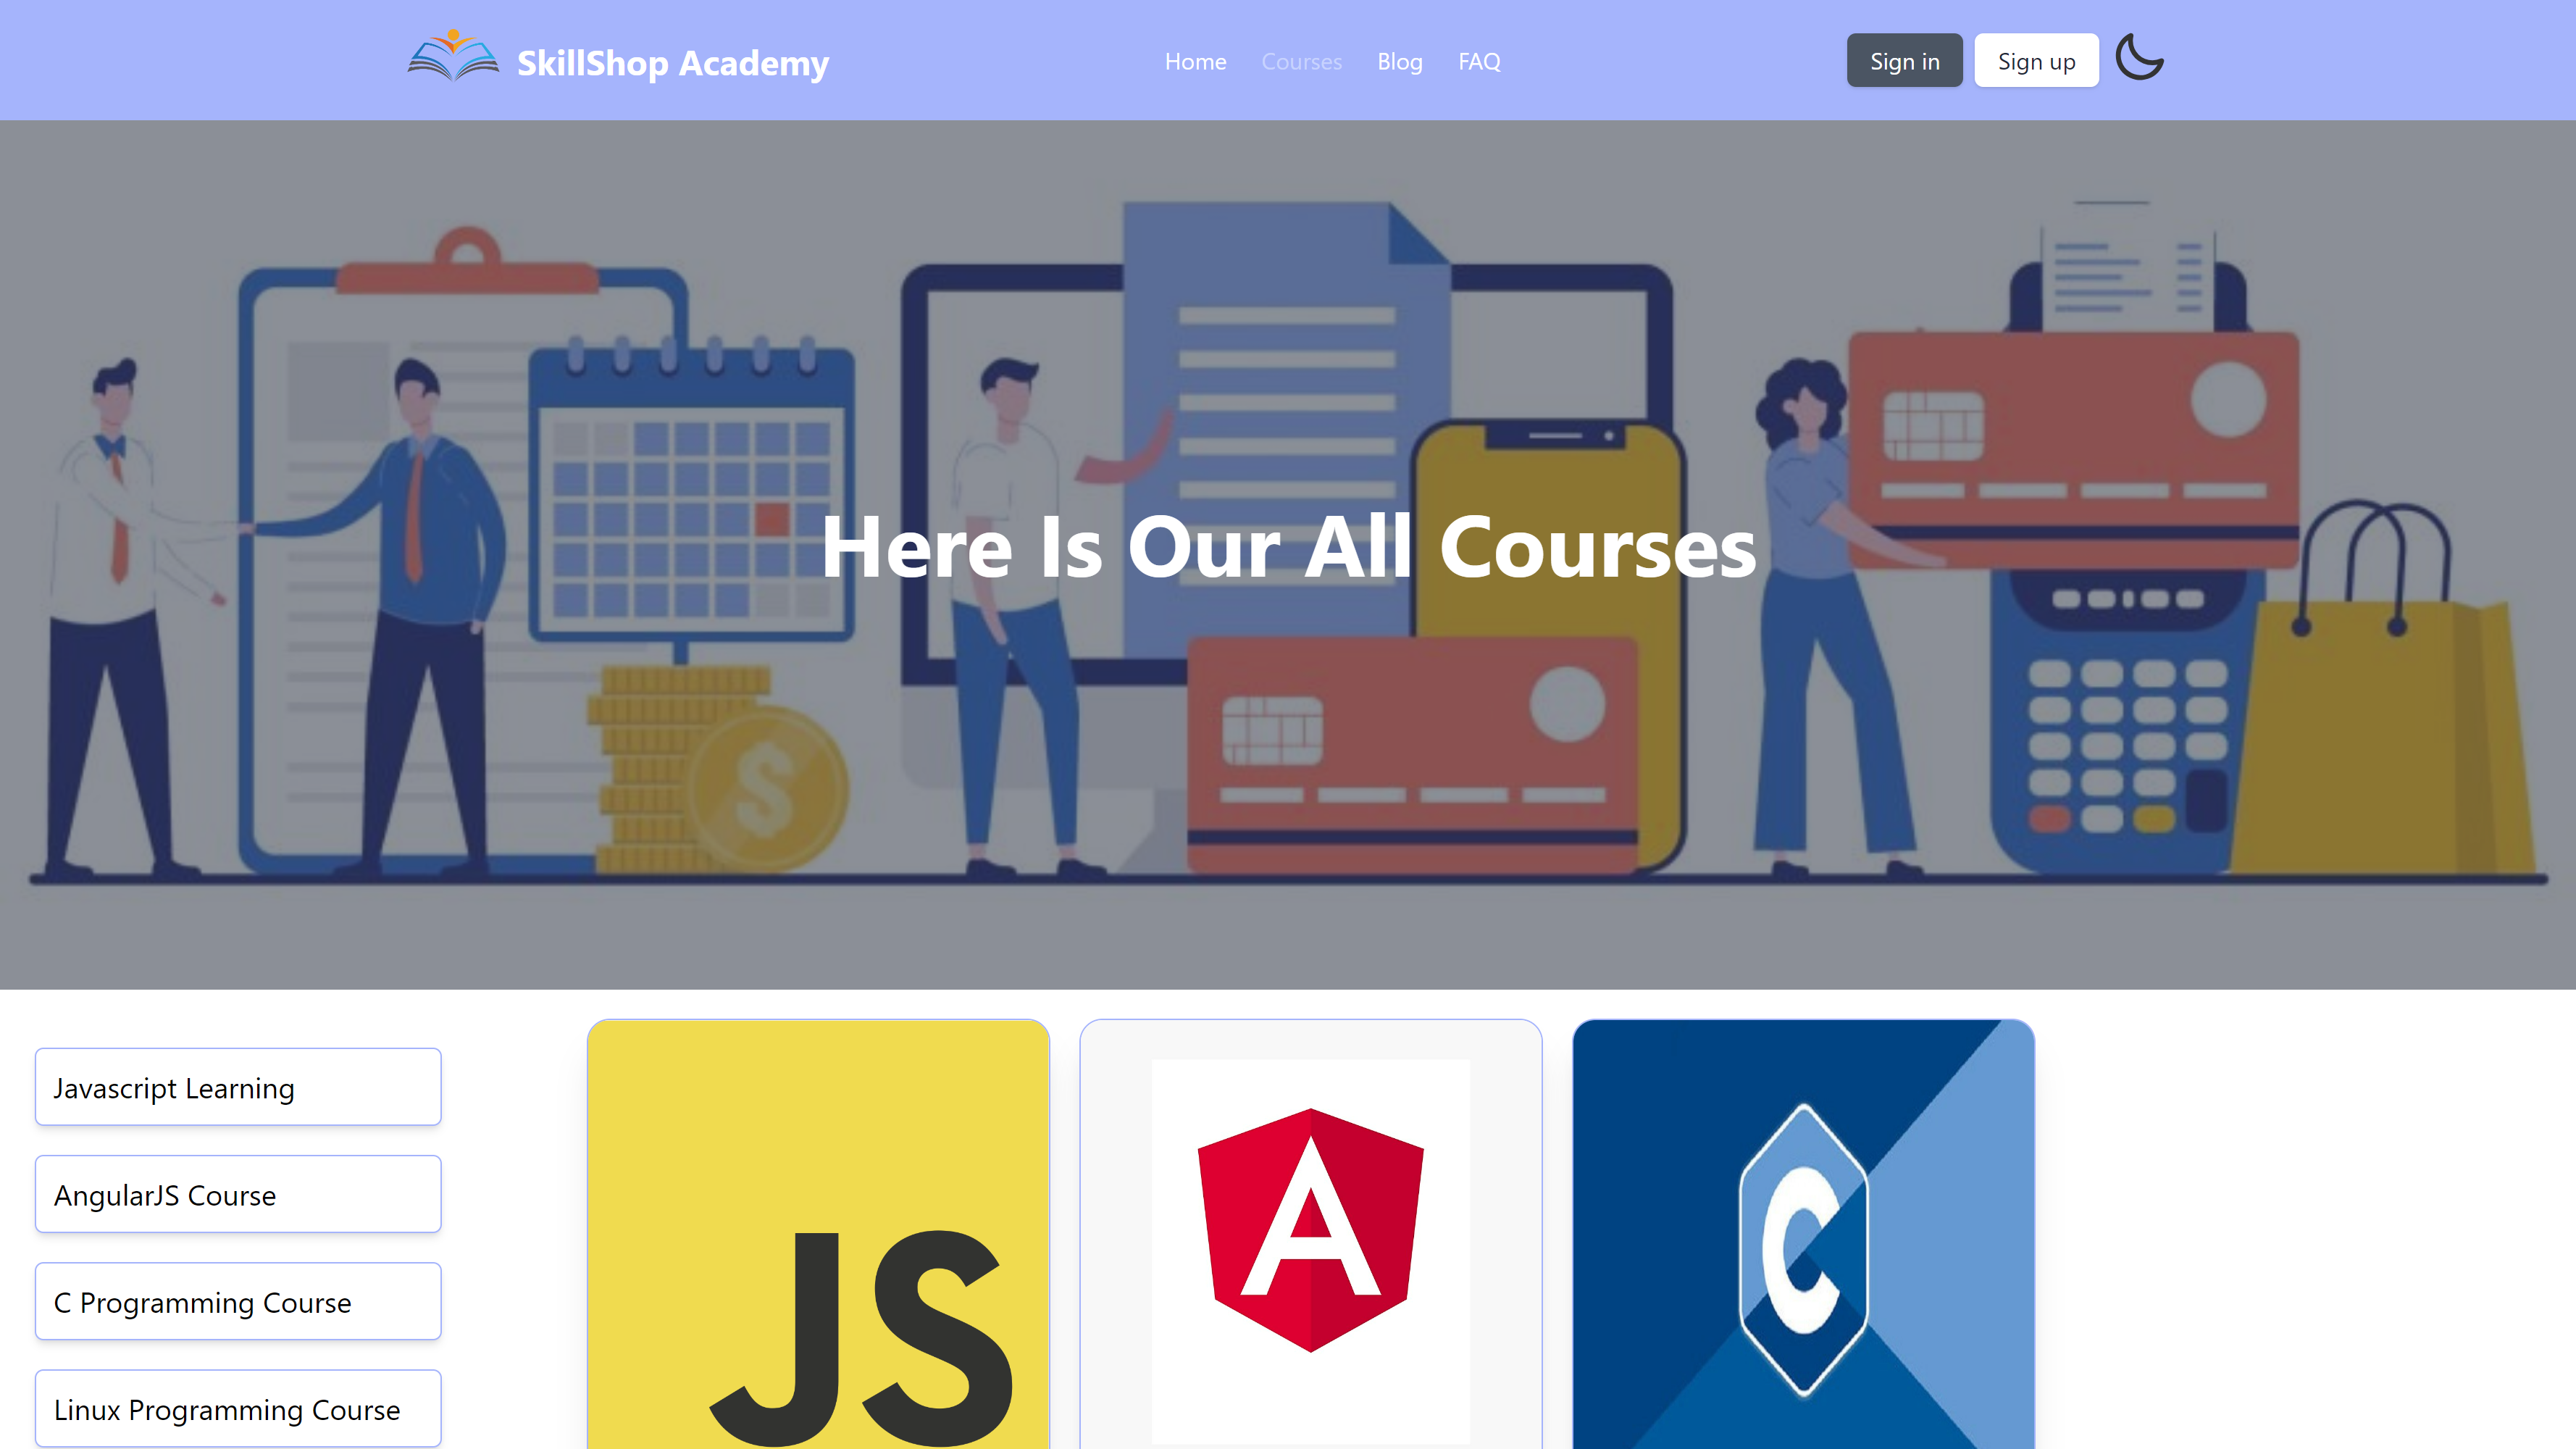 SkillShop Academy
Home Courses Blog FAQ
Sign in Sign up
Here Is Our All Courses
Javascript Learning
AngularJS Course
C Programming Course
Linux Programming Course
JS
A
C
$